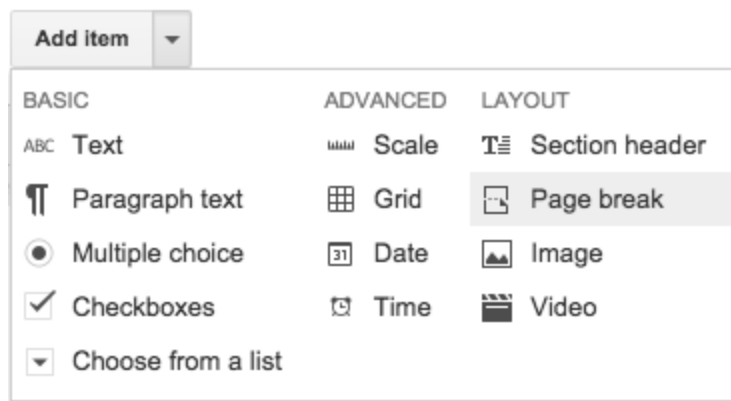 Add item
BASIC
ABC Text
Paragraph text
Multiple choice
Checkboxes
Choose from a list
ADVANCED
Scale
Grid
31 Date
Time
LAYOUT
T Section header
Page break
Image
Video